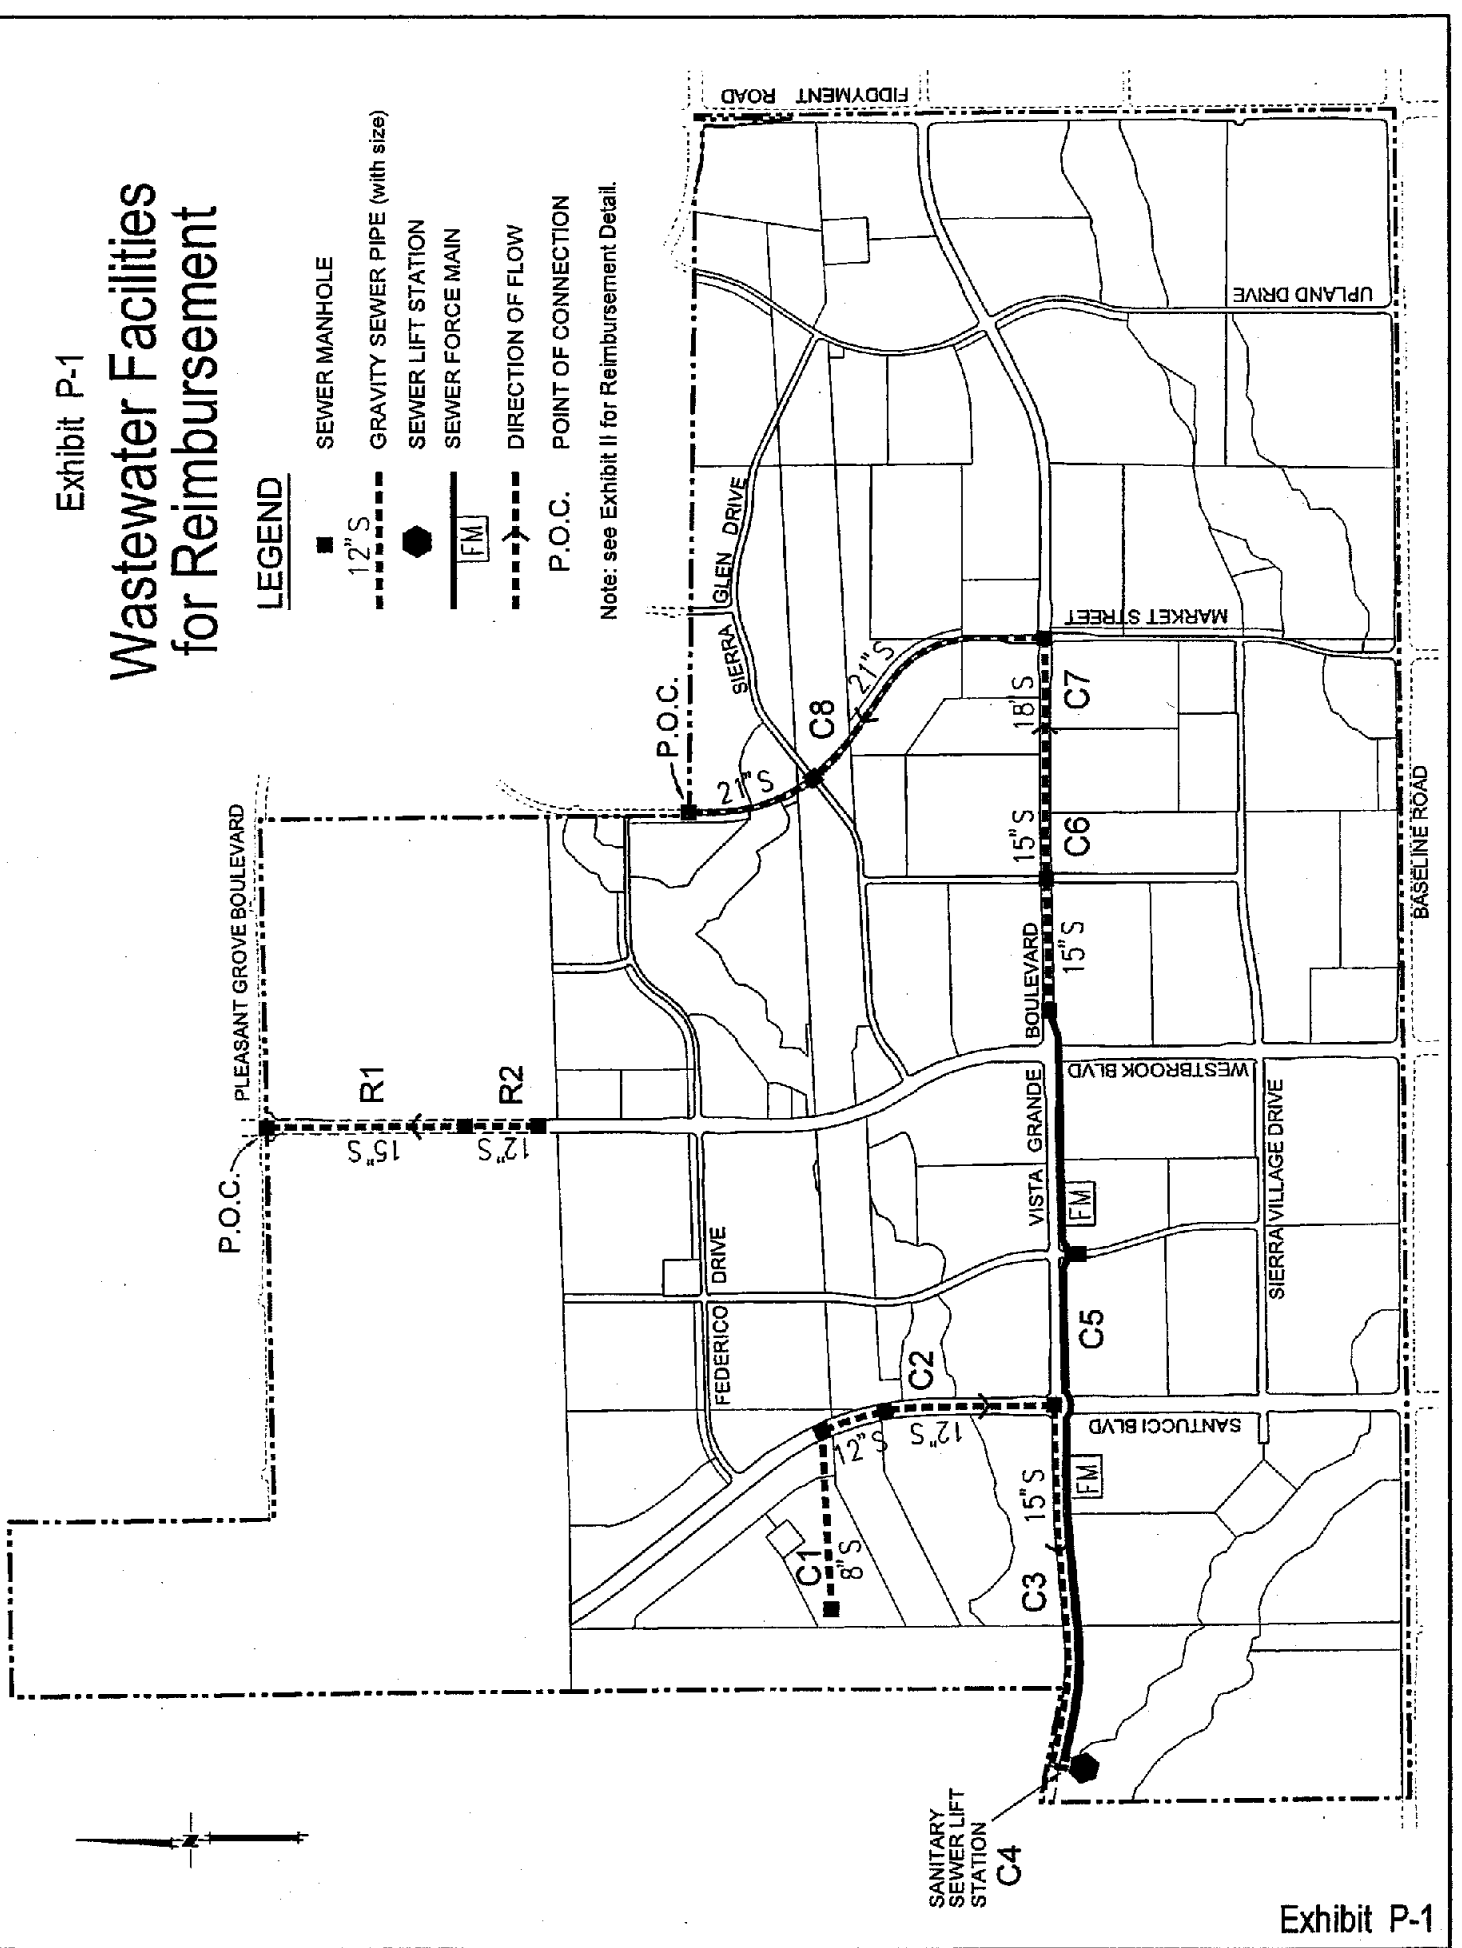 Exhibit P-1
Wastewater Facilities
for Reimbursement
LEGEND
SEWER MANHOLE
12" S
GRAVITY SEWER PIPE (with size)
SEWER LIFT STATION
SEWER FORCE MAIN
FM
DIRECTION OF FLOW
P.O.C.
POINT OF CONNECTION
Note: see Exhibit II for Reimbursement Detail.
PLEASANT GROVE BOULEVARD
P.O.C.
R1
15"S
R2
12"S
P.O.C.
FIDDYMENT ROAD
SIERRA GLEN DRIVE
21"S
C8
21"S
FEDERICO DRIVE
C1
8"S
12"S
C2
12"S
VISTA GRANDE BOULEVARD
15"S
C3
15"S
C6
18"S
C7
15"S
FM
FM
C5
UPLAND DRIVE
MARKET STREET
WESTBROOK BLVD
SANTUCCI BLVD
SIERRA VILLAGE DRIVE
BASELINE ROAD
SANITARY
SEWER LIFT
STATION
C4
N
Exhibit P-1